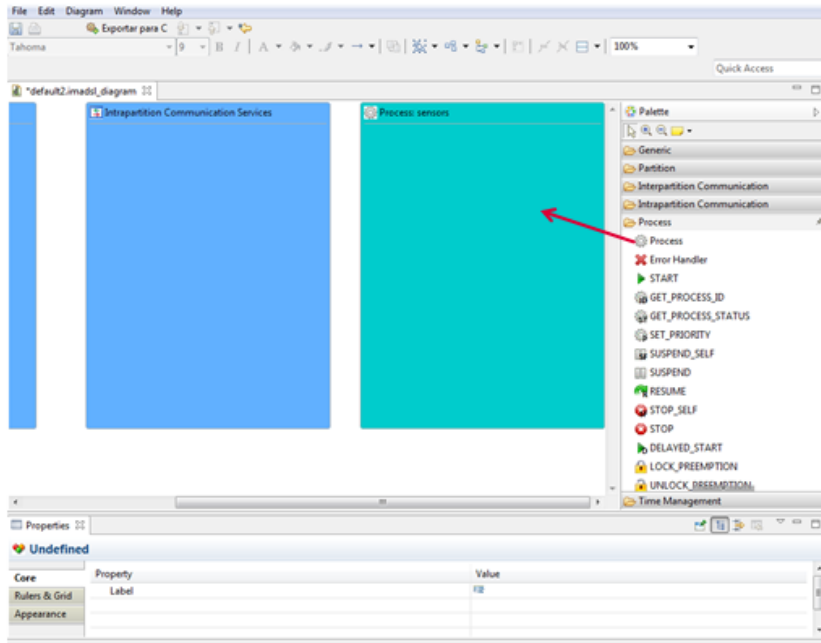 File Edit Diagram Window Help
Exportar para C
Tahoma 9 B I A 100%
Quick Access
*default2.imadsl_diagram
Intrapartition Communication Services
Process: sensors
Palette
Generic
Partition
Interpartition Communication
Intrapartition Communication
Process
Process
Error Handler
START
GET_PROCESS_ID
GET_PROCESS_STATUS
SET_PRIORITY
SUSPEND_SELF
SUSPEND
RESUME
STOP_SELF
STOP
DELAYED_START
LOCK_PREEMPTION
UNLOCK_PREEMPTION
Time Management
Properties
Undefined
Core
Rulers & Grid
Appearance
Property Value
Label